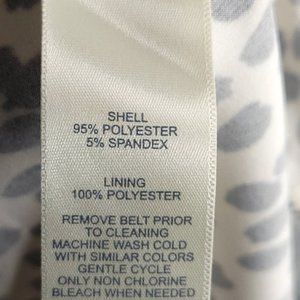 SHELL
95% POLYESTER
5% SPANDEX
LINING
100% POLYESTER
REMOVE BELT PRIOR
TO CLEANING
MACHINE WASH COLD
WITH SIMILAR COLORS
GENTLE CYCLE
ONLY NON CHLORINE
BLEACH WHEN NEEDED